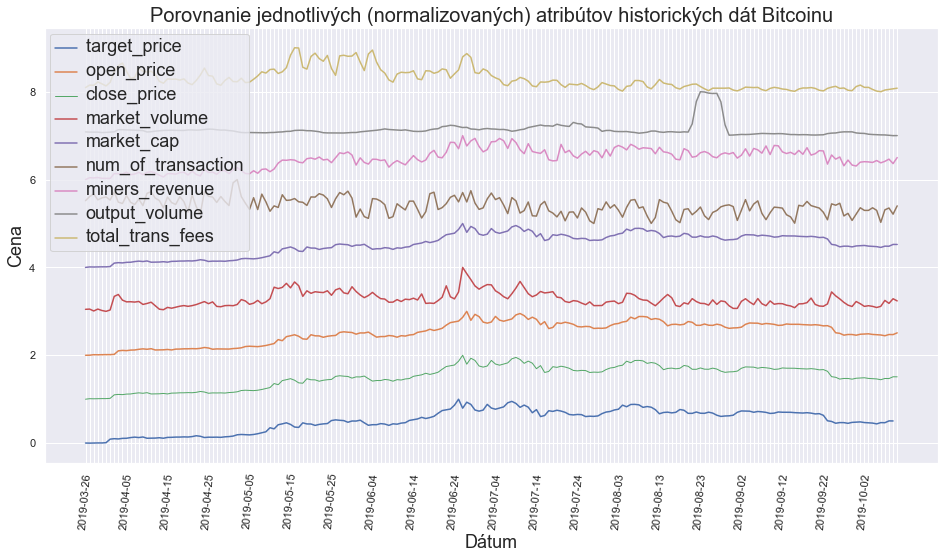 Porovnanie jednotlivých (normalizovaných) atribútov historických dát Bitcoinu
target_price
open_price
close_price
market_volume
market_cap
num_of_transaction
miners_revenue
output_volume
total_trans_fees
Cena
8
6
4
2
0
2019-03-26
2019-04-05
2019-04-15
2019-04-25
2019-05-05
2019-05-15
2019-05-25
2019-06-04
2019-06-14
2019-06-24
2019-07-04
2019-07-14
2019-07-24
2019-08-03
2019-08-13
2019-08-23
2019-09-02
2019-09-12
2019-09-22
2019-10-02
Dátum